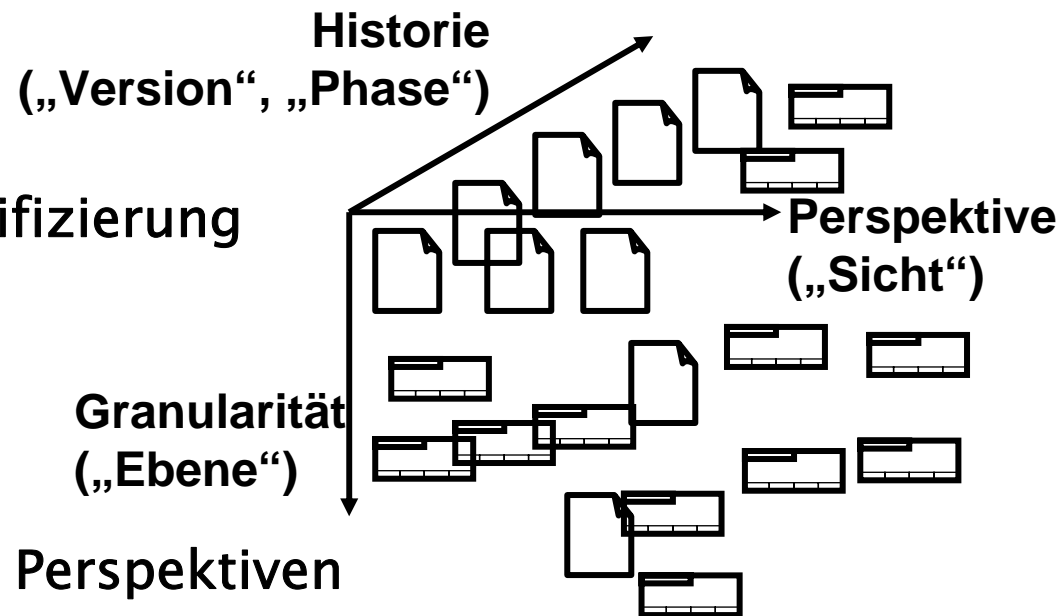 Historie
(„Version“, „Phase“)
ifizierung
Perspektive
(„Sicht“)
Granularität
(„Ebene“)
Perspektiven